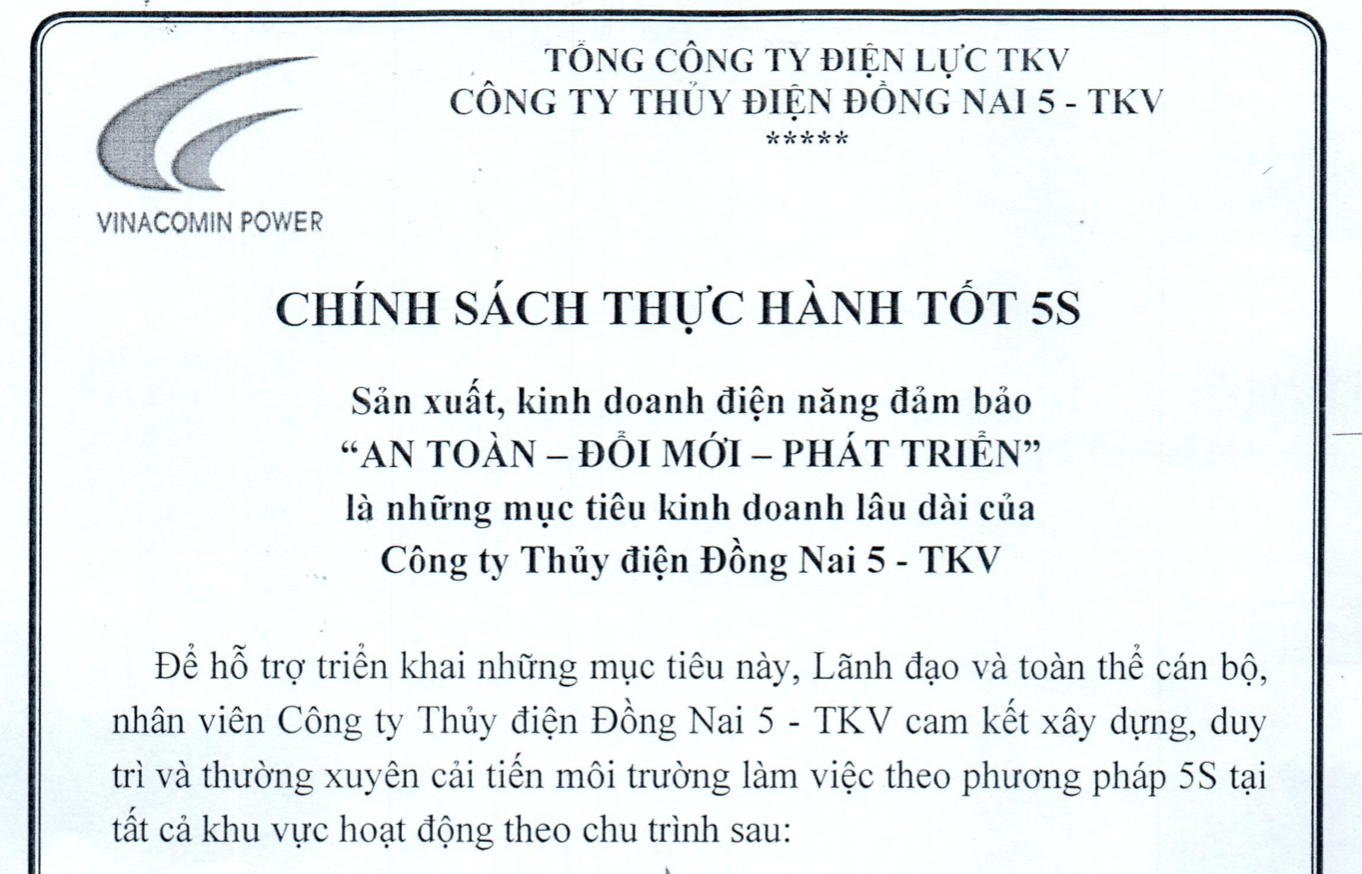 TỔNG CÔNG TY ĐIỆN LỰC TKV
CÔNG TY THỦY ĐIỆN ĐỒNG NAI 5 - TKV
*****
VINACOMIN POWER
CHÍNH SÁCH THỰC HÀNH TỐT 5S
Sản xuất, kinh doanh điện năng đảm bảo
“AN TOÀN – ĐỔI MỚI – PHÁT TRIỂN”
là những mục tiêu kinh doanh lâu dài của
Công ty Thủy điện Đồng Nai 5 - TKV
Để hỗ trợ triển khai những mục tiêu này, Lãnh đạo và toàn thể cán bộ,
nhân viên Công ty Thủy điện Đồng Nai 5 - TKV cam kết xây dựng, duy
trì và thường xuyên cải tiến môi trường làm việc theo phương pháp 5S tại
tất cả khu vực hoạt động theo chu trình sau: